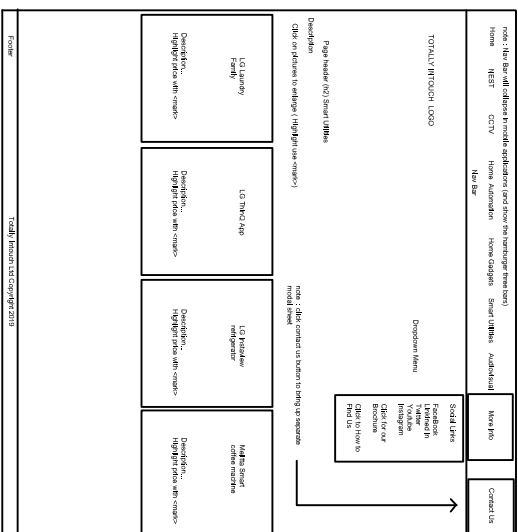 note : Nav Bar will collapse in mobile applications (and show the hamburger three bars)
Home NEST CCTV Home Automation Home Gadgets Smart Utilities Audiovisual More Info Contact Us
Nav Bar
TOTALLY INTOUCH LOGO
Dropdown Menu
Social Links
FaceBook
Linkined in
Twitter
Youtube
Instagram
Click for our
Brochure
Click to How to
Find Us
Page header (h2) Smart Utilities
Description
Click on pictures to enlarge ( Highlight use <mark>)
note : click contact us button to bring up separate
modal sheet
LG Laundry
Family
Description...
Highlight price with <mark>
LG ThinQ App
Description...
Highlight price with <mark>
LG Instaview
refrigerator
Description...
Highlight price with <mark>
Melitta Smart
coffee machine
Description...
Highlight price with <mark>
Footer
Totally Intouch Ltd Copyright 2019